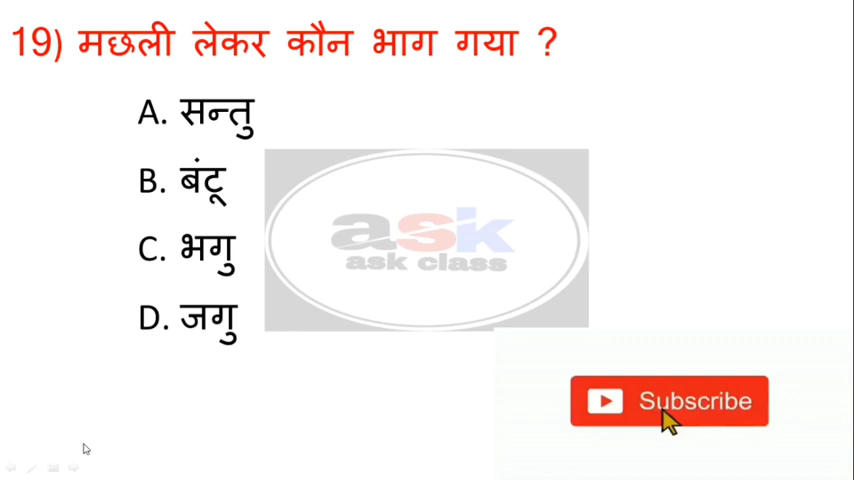 19) मछली लेकर कौन भाग गया ?
A. सन्तु
B. बंटू
C. भगु
D. जगु
ask
ask class
Subscribe